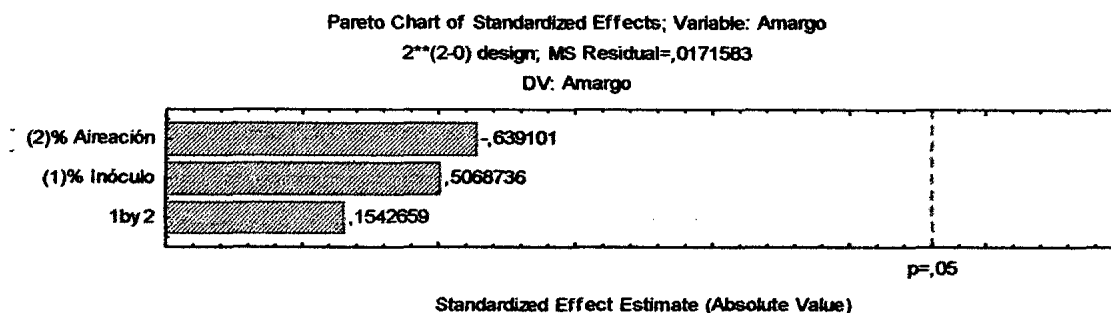 Pareto Chart of Standardized Effects; Variable: Amargo
2**(2-0) design; MS Residual=,0171583
DV: Amargo
(2)% Aireación
-,639101
(1)% Inóculo
,5068736
1by2
,1542659
p=,05
Standardized Effect Estimate (Absolute Value)